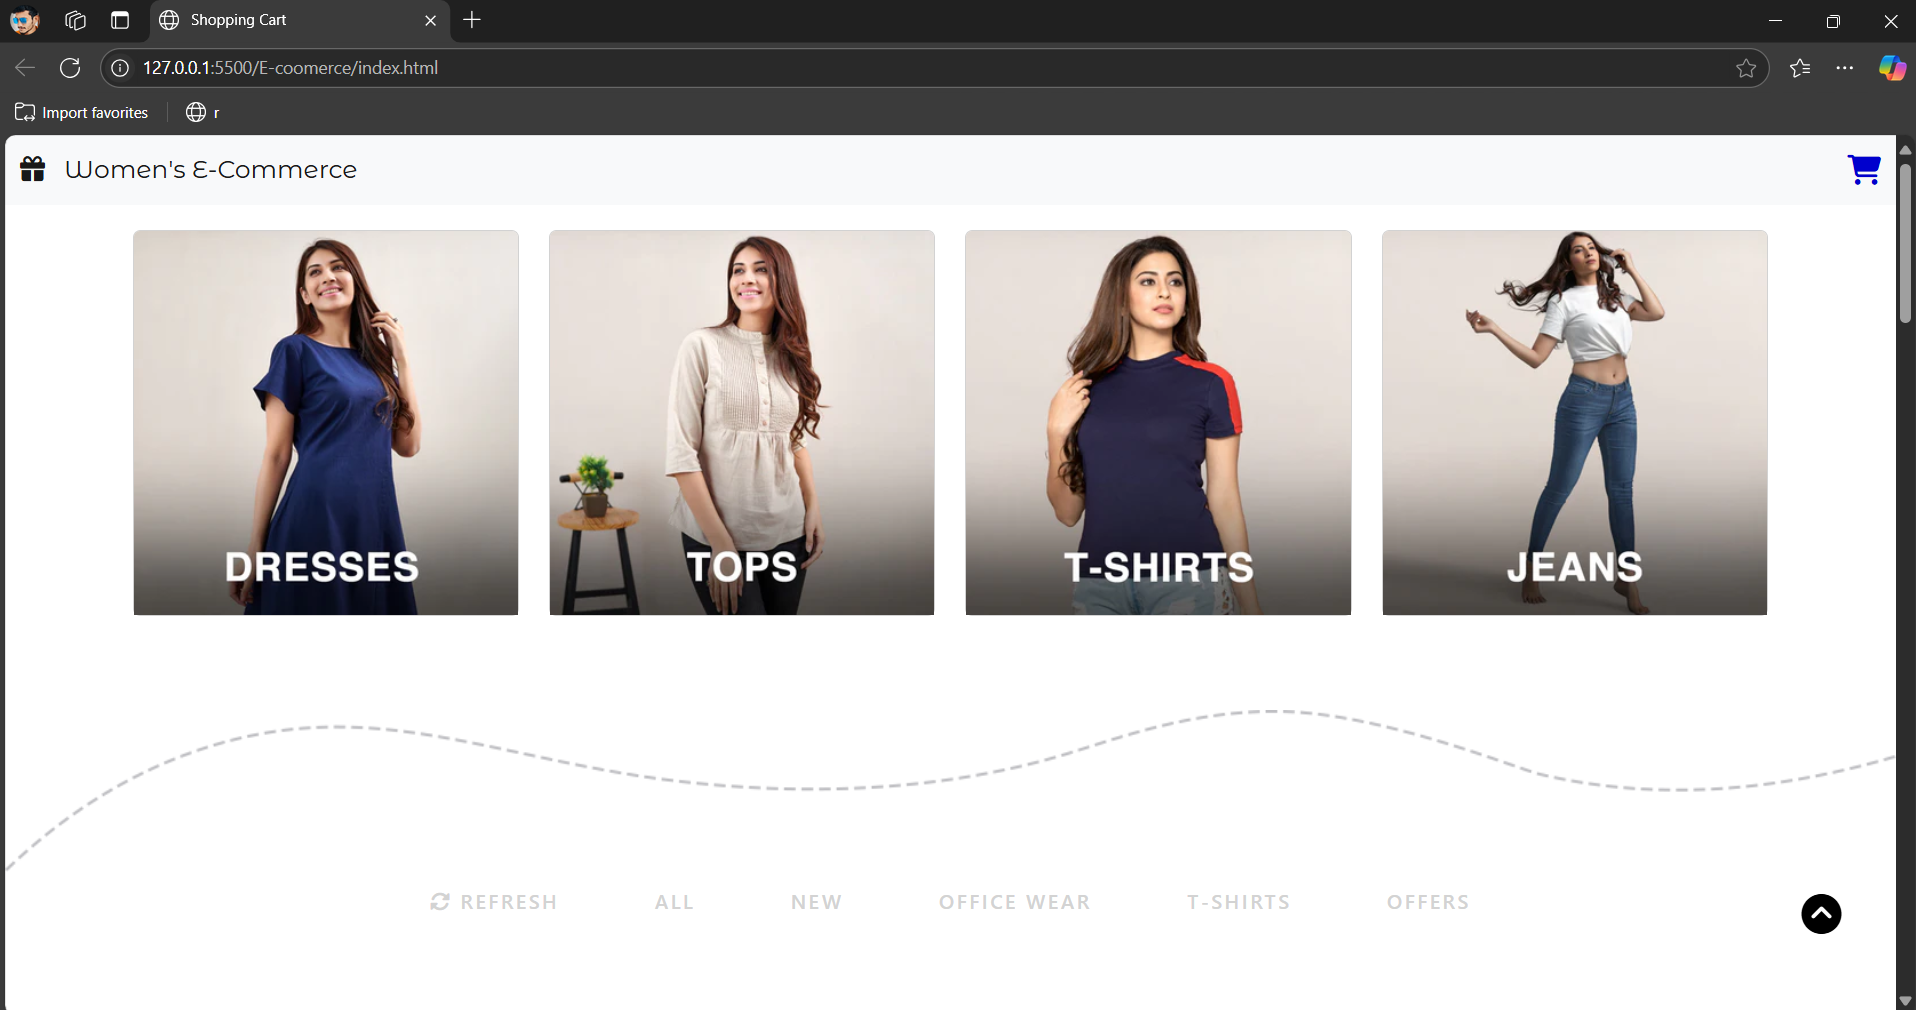 Shopping Cart
127.0.0.1:5500/E-coomerce/index.html
Import favorites
r
Women's E-Commerce
DRESSES
TOPS
T-SHIRTS
JEANS
REFRESH
ALL
NEW
OFFICE WEAR
T-SHIRTS
OFFERS